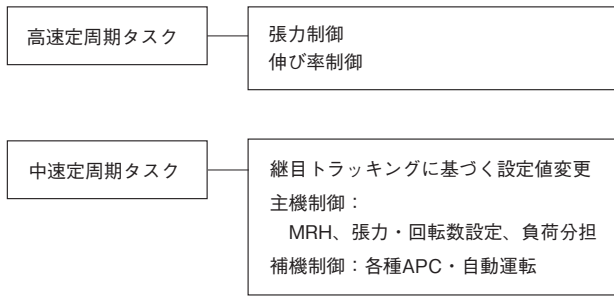 高速定周期タスク
張力制御
伸び率制御
中速定周期タスク
継目トラッキングに基づく設定値変更
主機制御：
MRH、張力・回転数設定、負荷分担
補機制御：各種APC・自動運転